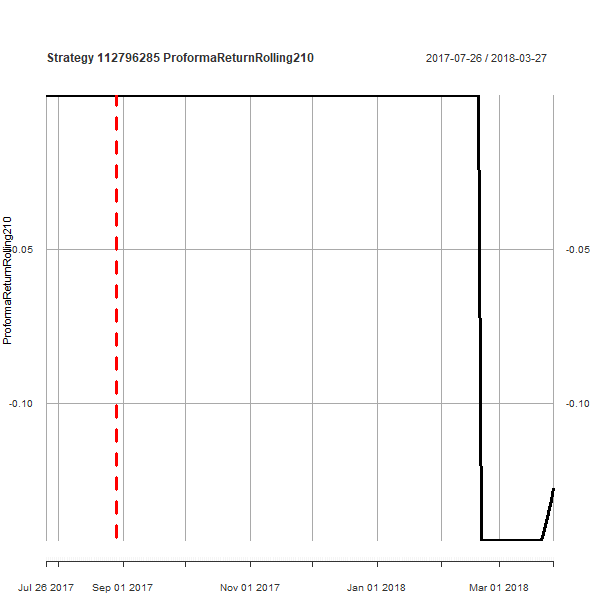 Strategy 112796285 ProformaReturnRolling210
2017-07-26 / 2018-03-27
ProformaReturnRolling210
-0.05
-0.05
-0.10
-0.10
Jul 26 2017
Sep 01 2017
Nov 01 2017
Jan 01 2018
Mar 01 2018